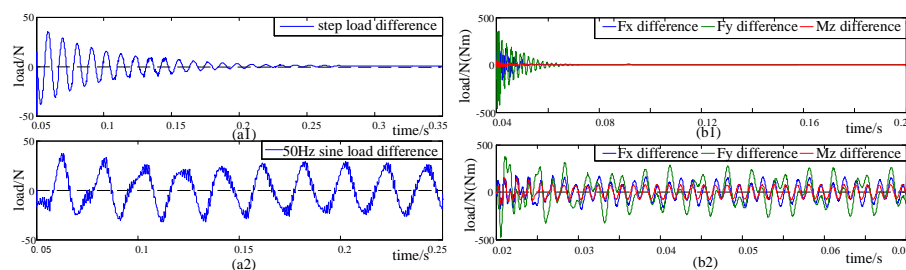 load/N
50
0
-50
step load difference
0.05 0.1 0.15 0.2 0.25 0.3 0.35
(a1)
time/s
load/N
50
0
-50
50Hz sine load difference
0.05 0.1 0.15 0.2 0.25
(a2)
time/s
load/N(Nm)
500
0
-500
Fx difference Fy difference Mz difference
0.04 0.08 0.12 0.16 0.2
(b1)
time/s
load/N(Nm)
500
0
-500
Fx difference Fy difference Mz difference
0.02 0.03 0.04 0.05 0.06 0.0
(b2)
time/s